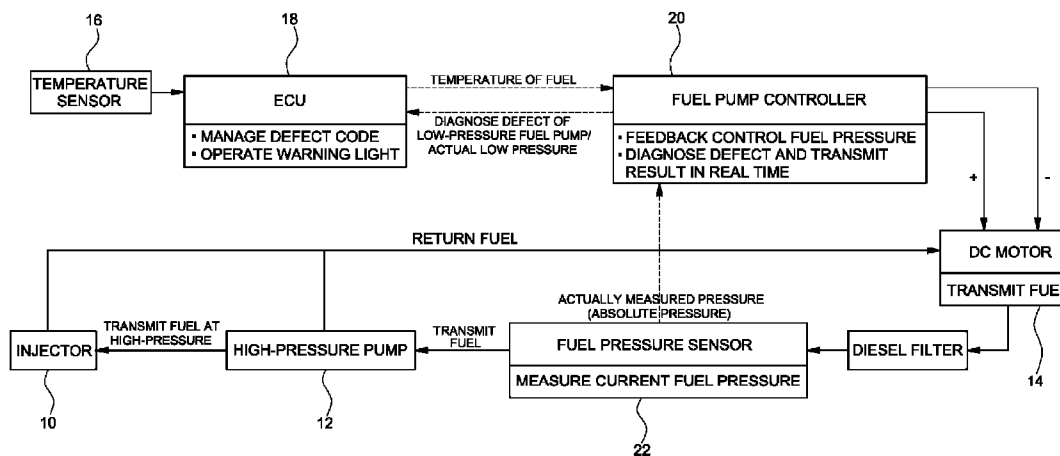 16
18
20
TEMPERATURE
SENSOR
ECU
▪ MANAGE DEFECT CODE
▪ OPERATE WARNING LIGHT
TEMPERATURE OF FUEL
DIAGNOSE DEFECT OF
LOW-PRESSURE FUEL PUMP/
ACTUAL LOW PRESSURE
FUEL PUMP CONTROLLER
▪ FEEDBACK CONTROL FUEL PRESSURE
▪ DIAGNOSE DEFECT AND TRANSMIT
RESULT IN REAL TIME
+
-
RETURN FUEL
DC MOTOR
TRANSMIT FUE
14
ACTUALLY MEASURED PRESSURE
(ABSOLUTE PRESSURE)
INJECTOR
10
TRANSMIT FUEL AT
HIGH-PRESSURE
HIGH-PRESSURE PUMP
12
TRANSMIT
FUEL
FUEL PRESSURE SENSOR
MEASURE CURRENT FUEL PRESSURE
22
DIESEL FILTER